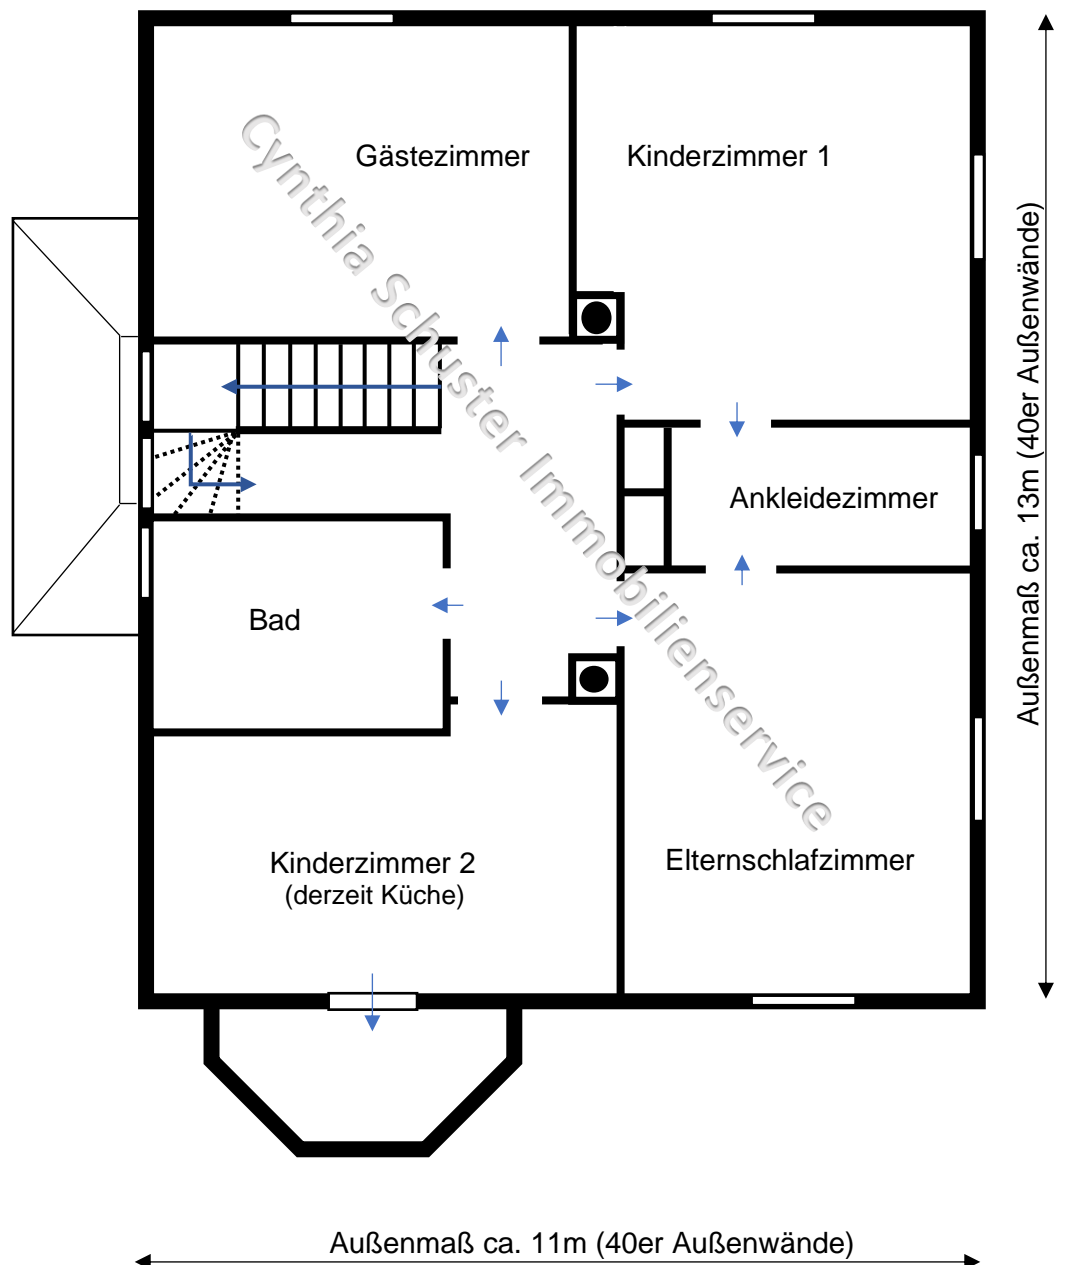 Gästezimmer
Kinderzimmer 1
Cynthia Schuster Immobilienservice
Ankleidezimmer
Bad
Kinderzimmer 2
(derzeit Küche)
Elternschlafzimmer
Außenmaß ca. 13m (40er Außenwände)
Außenmaß ca. 11m (40er Außenwände)